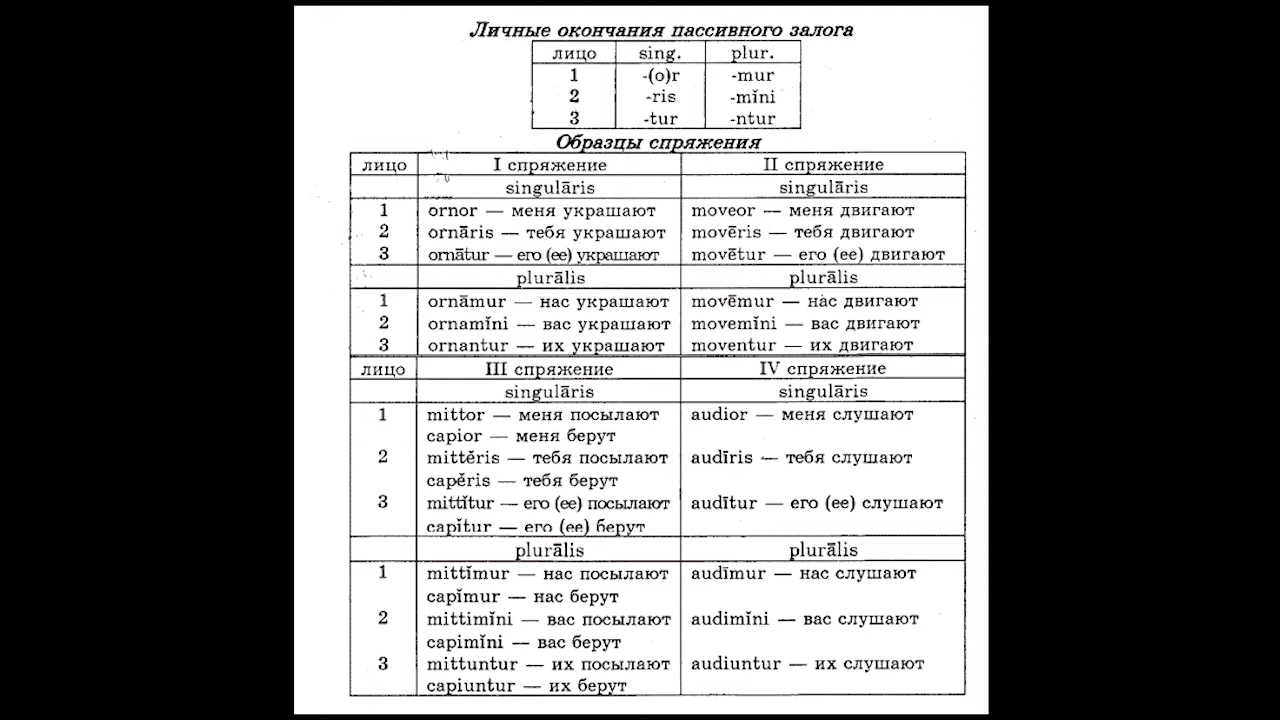 Личные окончания пассивного залога
лицо sing. plur.
1 -(o)r -mur
2 -ris -mĭni
3 -tur -ntur
Образцы спряжения
лицо I спряжение II спряжение
singulāris singulāris
1 ornor — меня украшают moveor — меня двигают
2 ornāris — тебя украшают movēris — тебя двигают
3 ornātur — его (ее) украшают movētur — его (ее) двигают
plurālis plurālis
1 ornāmur — нас украшают movēmur — нас двигают
2 ornamĭni — вас украшают movemĭni — вас двигают
3 ornantur — их украшают moventur — их двигают
лицо III спряжение IV спряжение
singulāris singulāris
1 mittor — меня посылают audior — меня слушают
capior — меня берут
2 mittĕris — тебя посылают audīris — тебя слушают
capĕris — тебя берут
3 mittĭtur — его (ее) посылают audītur — его (ее) слушают
capĭtur — его (ее) берут
plurālis plurālis
1 mittĭmur — нас посылают audīmur — нас слушают
capĭmur — нас берут
2 mittimĭni — вас посылают audimĭni — вас слушают
capimĭni — вас берут
3 mittuntur — их посылают audiuntur — их слушают
capiuntur — их берут